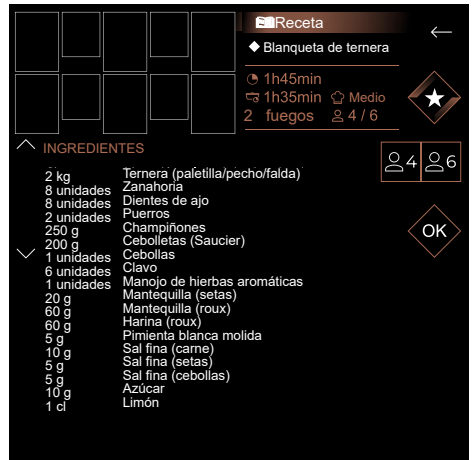 Receta
Blanqueta de ternera
1h45min
1h35min Medio
2 fuegos 4 / 6
INGREDIENTES
4 6
2 kg Ternera (paletilla/pecho/falda)
8 unidades Zanahoria
8 unidades Dientes de ajo
2 unidades Puerros
250 g Champiñones
200 g Cebolletas (Saucier)
1 unidades Cebollas
6 unidades Clavo
1 unidades Manojo de hierbas aromáticas
20 g Mantequilla (setas)
60 g Mantequilla (roux)
60 g Harina (roux)
5 g Pimienta blanca molida
10 g Sal fina (carne)
5 g Sal fina (setas)
5 g Sal fina (cebollas)
10 g Azúcar
1 cl Limón
OK